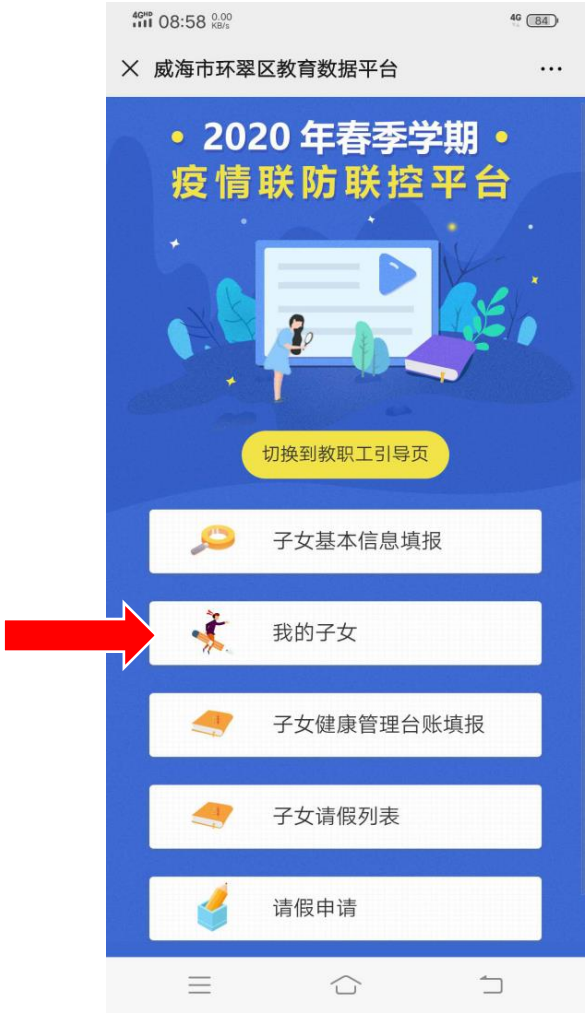 4GHD 08:58 0.00 KB/s 4G 84
威海市环翠区教育数据平台
2020 年春季学期
疫情联防联控平台
切换到教职工引导页
子女基本信息填报
我的子女
子女健康管理台账填报
子女请假列表
请假申请